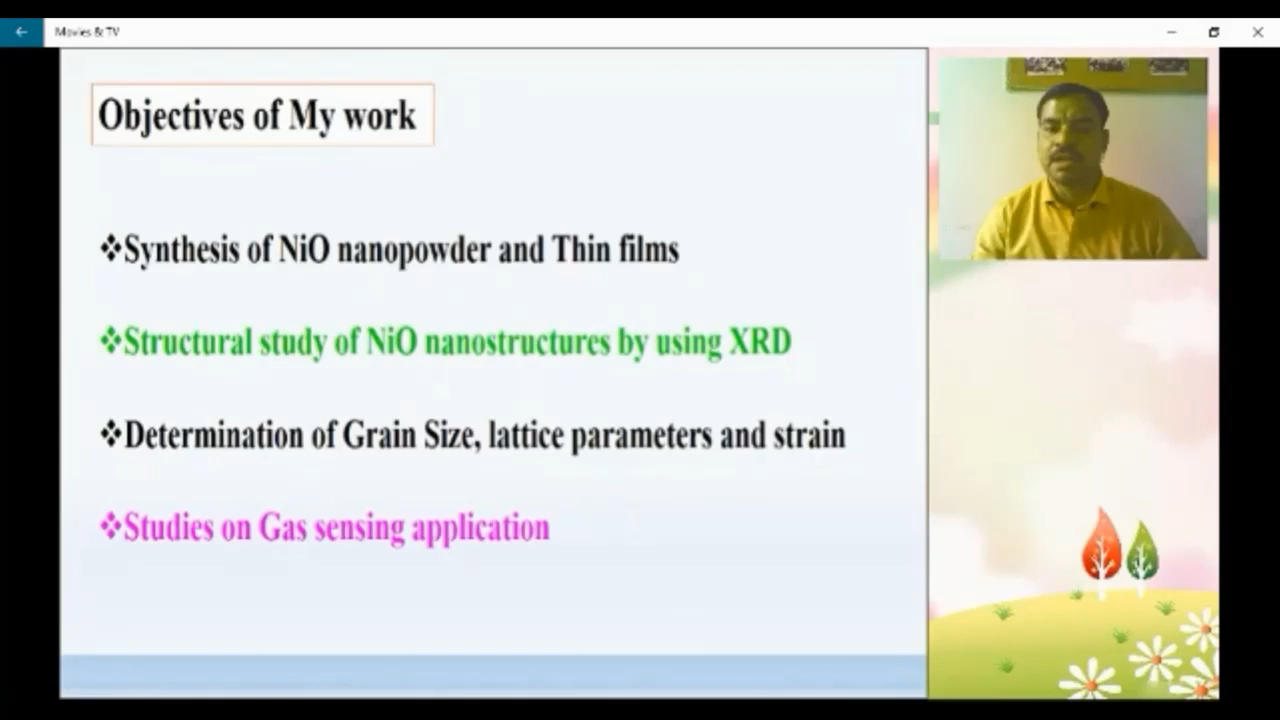 Movies & TV
Objectives of My work
❖Synthesis of NiO nanopowder and Thin films
❖Structural study of NiO nanostructures by using XRD
❖Determination of Grain Size, lattice parameters and strain
❖Studies on Gas sensing application